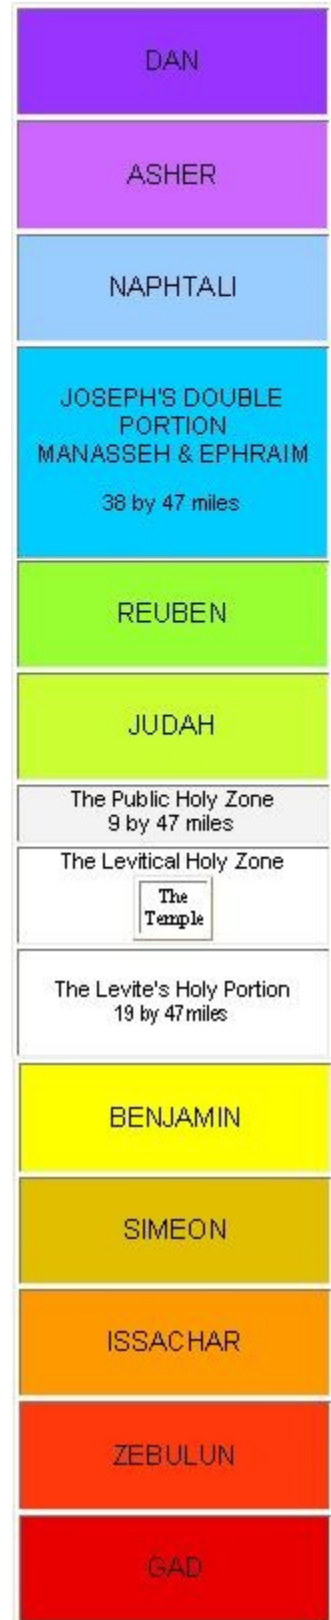 DAN
ASHER
NAPHTALI
JOSEPH'S DOUBLE
PORTION
MANASSEH & EPHRAIM
38 by 47 miles
REUBEN
JUDAH
The Public Holy Zone
9 by 47 miles
The Levitical Holy Zone
The
Temple
The Levite's Holy Portion
19 by 47miles
BENJAMIN
SIMEON
ISSACHAR
ZEBULUN
GAD